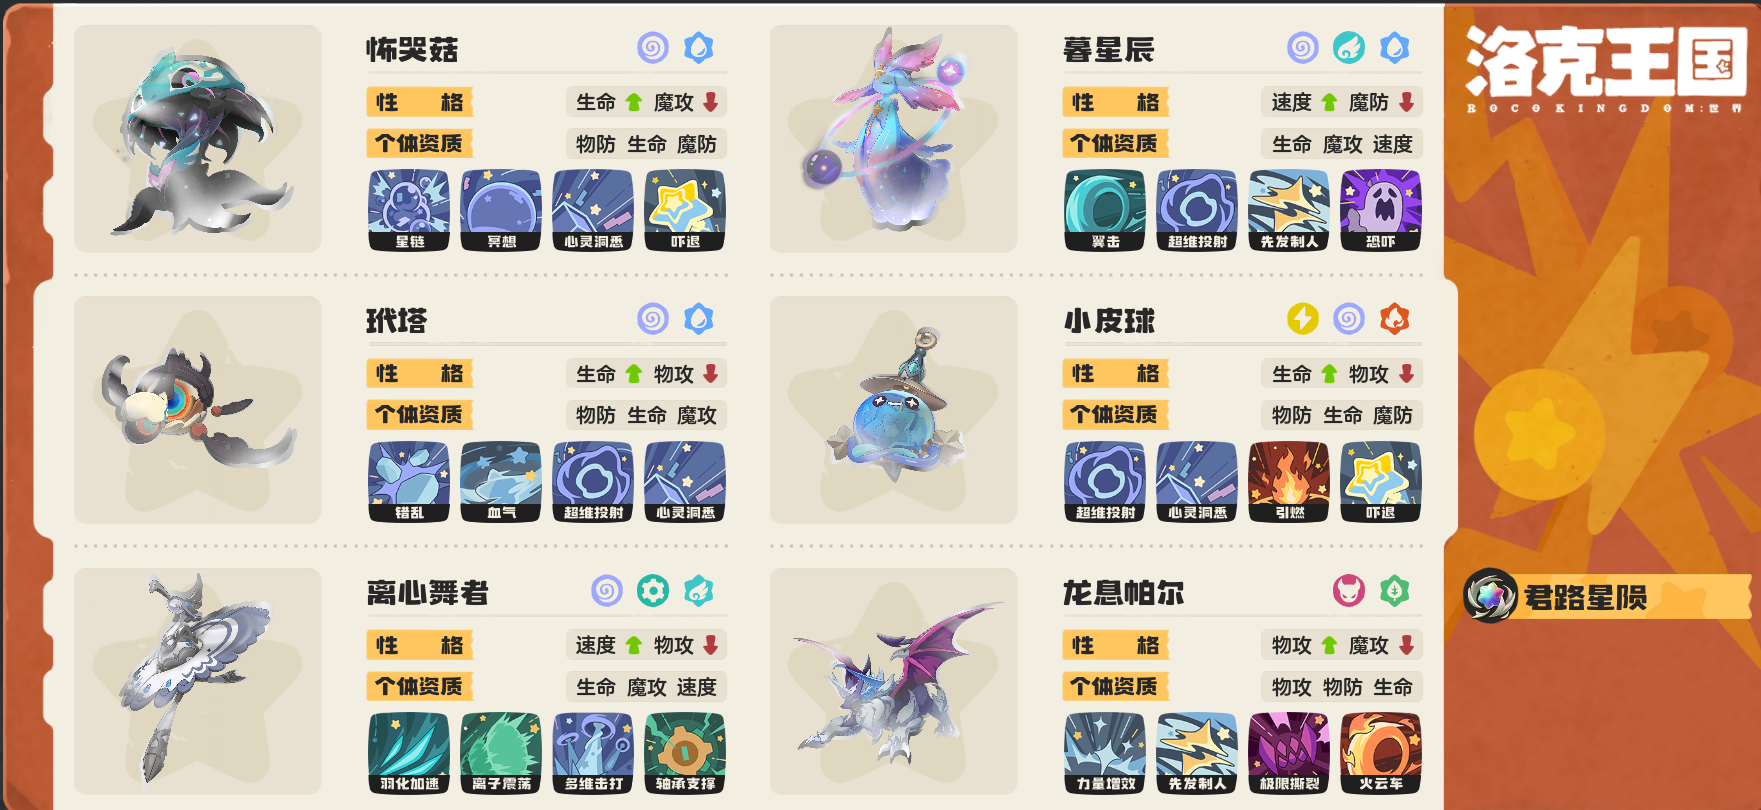 怖哭菇
性 格
生命 魔攻
个体资质
物防 生命 魔防
星链 冥想 心灵洞悉 吓退
暮星辰
性 格
速度 魔防
个体资质
生命 魔攻 速度
翼击 超维投射 先发制人 恐吓
玳塔
性 格
生命 物攻
个体资质
物防 生命 魔攻
错乱 血气 超维投射 心灵洞悉
小皮球
性 格
生命 物攻
个体资质
物防 生命 魔防
超维投射 心灵洞悉 引燃 吓退
离心舞者
性 格
速度 物攻
个体资质
生命 魔攻 速度
羽化加速 离子震荡 多维击打 轴承支撑
龙息帕尔
性 格
物攻 魔攻
个体资质
物攻 物防 生命
力量增效 先发制人 极限撕裂 火云车
洛克王国
ROCO KINGDOM:世界
君路星陨